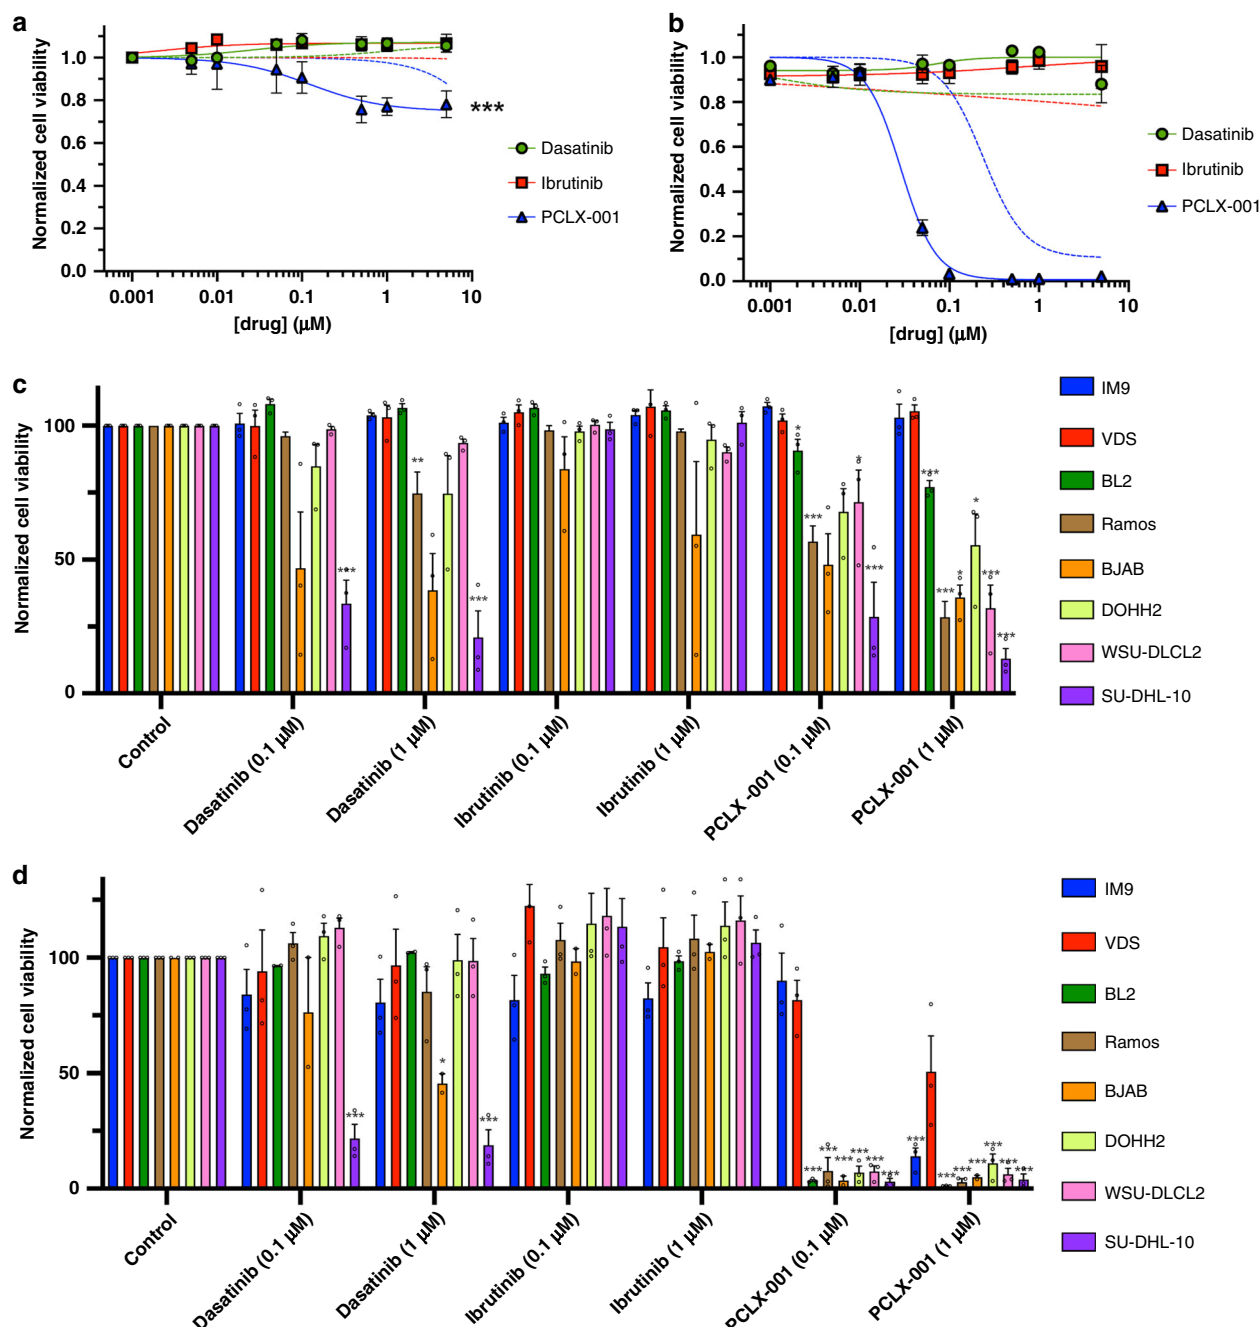 a
Normalized cell viability
1.0
0.8
0.6
0.4
0.2
0.0
0.001
0.01
0.1
1
10
[drug] (µM)
***
Dasatinib
Ibrutinib
PCLX-001
b
Normalized cell viability
1.0
0.8
0.6
0.4
0.2
0.0
0.001
0.01
0.1
1
10
[drug] (µM)
Dasatinib
Ibrutinib
PCLX-001
c
Normalized cell viability
100
50
0
***
**
***
***
*
***
*
***
***
***
*
*
***
***
Control
Dasatinib (0.1 µM)
Dasatinib (1 µM)
Ibrutinib (0.1 µM)
Ibrutinib (1 µM)
PCLX -001 (0.1 µM)
PCLX-001 (1 µM)
IM9
VDS
BL2
Ramos
BJAB
DOHH2
WSU-DLCL2
SU-DHL-10
d
Normalized cell viability
100
50
0
***
*
***
***
***
***
***
***
***
***
***
***
***
***
***
***
Control
Dasatinib (0.1 µM)
Dasatinib (1 µM)
Ibrutinib (0.1 µM)
Ibrutinib (1 µM)
PCLX-001 (0.1 µM)
PCLX-001 (1 µM)
IM9
VDS
BL2
Ramos
BJAB
DOHH2
WSU-DLCL2
SU-DHL-10